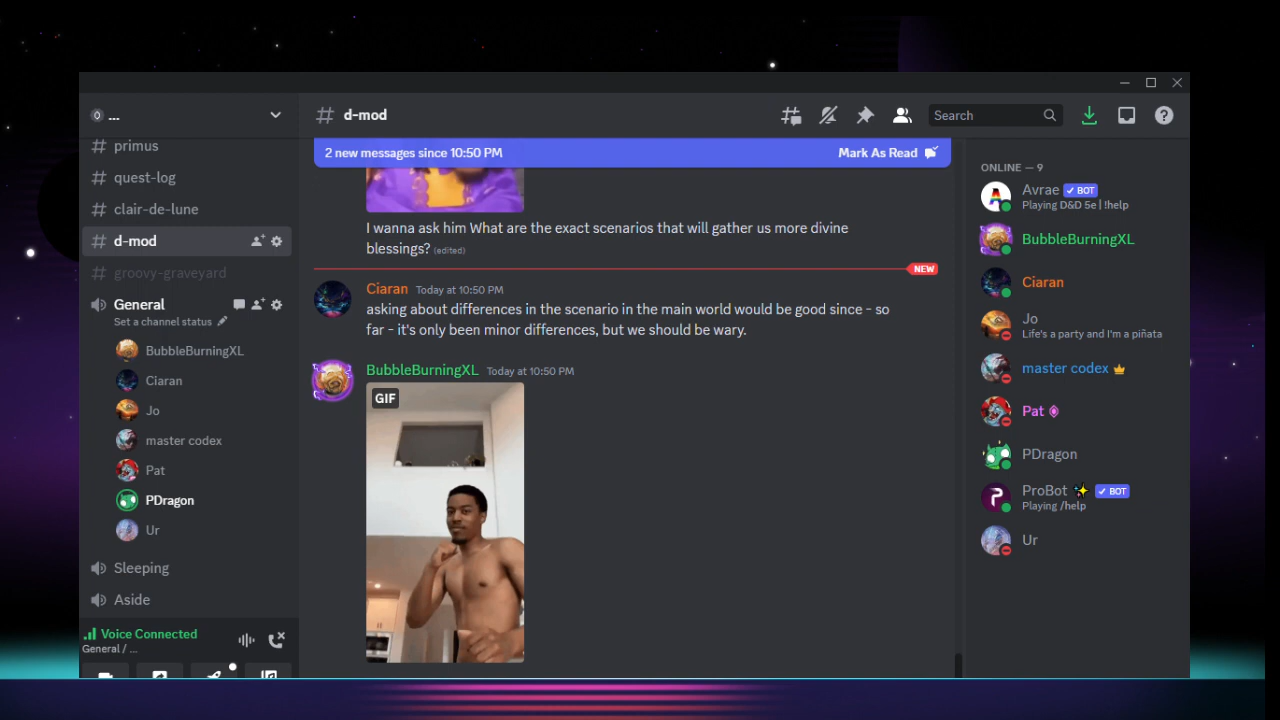 ...
# d-mod
Search
# primus
# quest-log
# clair-de-lune
# d-mod
# groovy-graveyard
General
Set a channel status
BubbleBurningXL
Ciaran
Jo
master codex
Pat
PDragon
Ur
Sleeping
Aside
Voice Connected
General / ...
2 new messages since 10:50 PM Mark As Read
I wanna ask him What are the exact scenarios that will gather us more divine
blessings? (edited)
NEW
Ciaran Today at 10:50 PM
asking about differences in the scenario in the main world would be good since - so
far - it's only been minor differences, but we should be wary.
BubbleBurningXL Today at 10:50 PM
GIF
ONLINE — 9
Avrae ✓ BOT
Playing D&D 5e | !help
BubbleBurningXL
Ciaran
Jo
Life's a party and I'm a piñata
master codex
Pat
PDragon
ProBot ✨ ✓ BOT
Playing /help
Ur